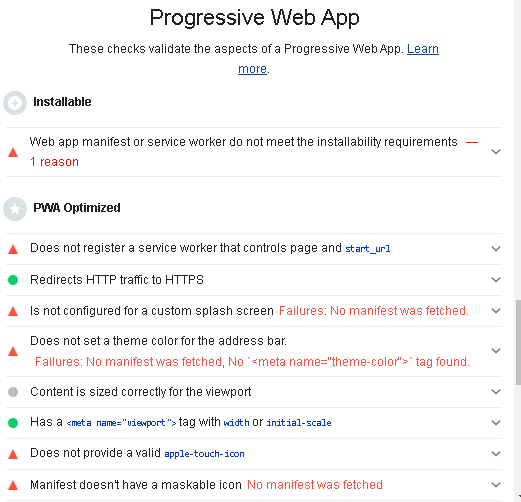 Progressive Web App
These checks validate the aspects of a Progressive Web App. Learn
more.
Installable
Web app manifest or service worker do not meet the installability requirements —
1 reason
PWA Optimized
Does not register a service worker that controls page and start_url
Redirects HTTP traffic to HTTPS
Is not configured for a custom splash screen Failures: No manifest was fetched.
Does not set a theme color for the address bar.
Failures: No manifest was fetched, No `<meta name="theme-color">` tag found.
Content is sized correctly for the viewport
Has a <meta name="viewport"> tag with width or initial-scale
Does not provide a valid apple-touch-icon
Manifest doesn't have a maskable icon No manifest was fetched